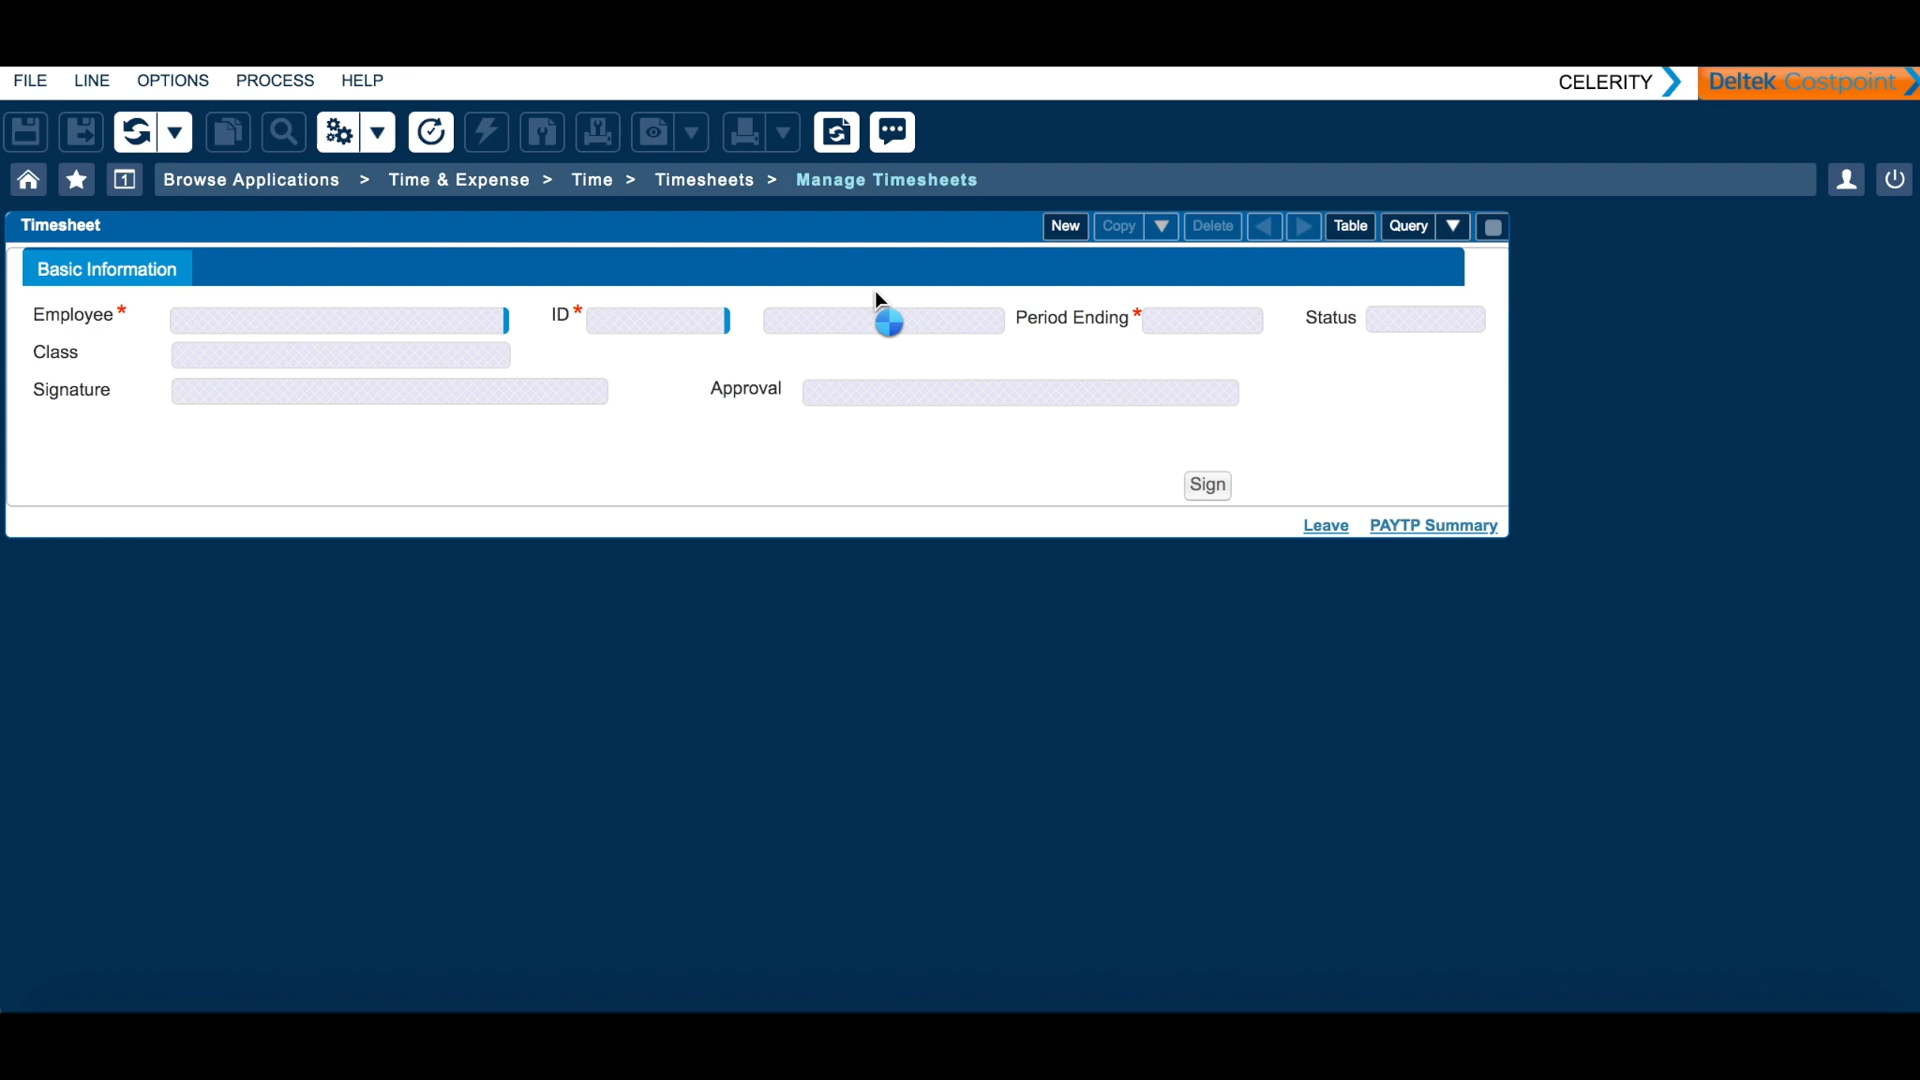 FILE LINE OPTIONS PROCESS HELP CELERITY Deltek Costpoint
1 Browse Applications > Time & Expense > Time > Timesheets > Manage Timesheets
Timesheet New Copy Delete Table Query
Basic Information
Employee* ID* Period Ending* Status
Class
Signature Approval
Sign
Leave PAYTP Summary